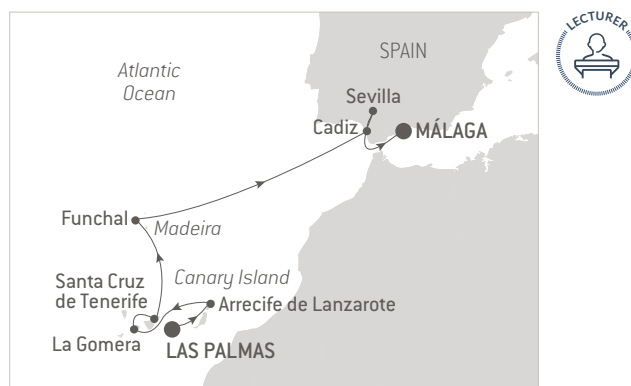 LECTURER
SPAIN
Atlantic
Ocean
Sevilla
Cadiz
MÁLAGA
Funchal
Madeira
Santa Cruz
de Tenerife
Canary Island
Arrecife de Lanzarote
La Gomera
LAS PALMAS